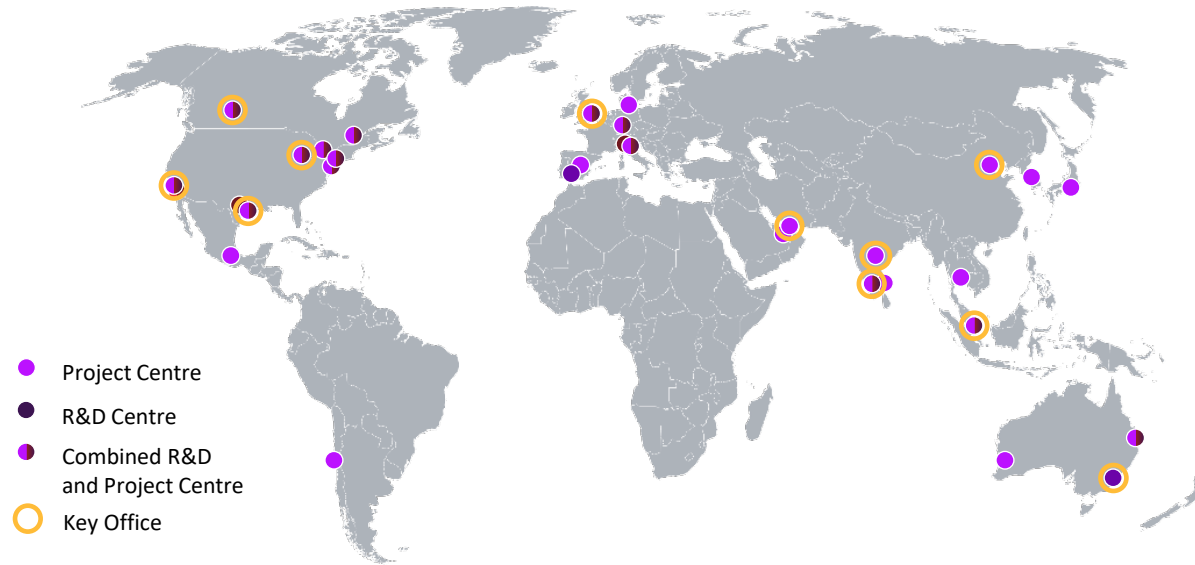 Project Centre
R&D Centre
Combined R&D
and Project Centre
Key Office